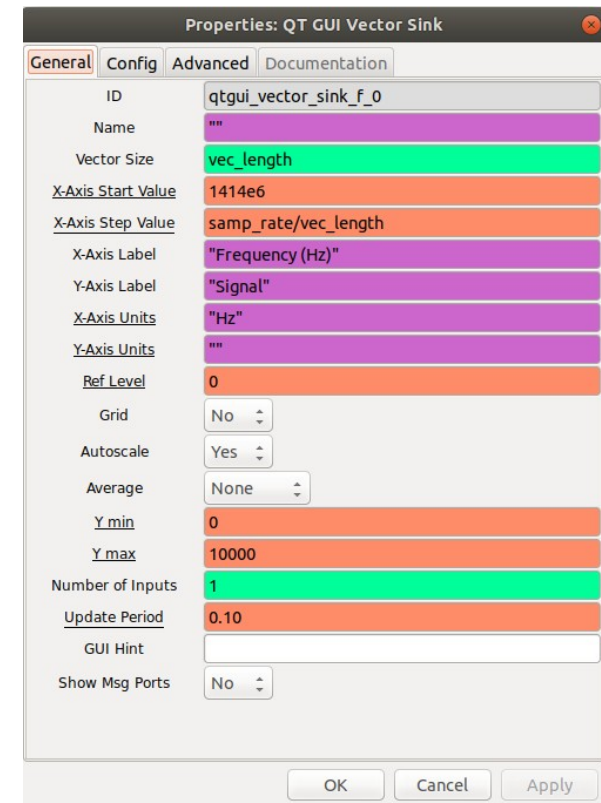 Properties: QT GUI Vector Sink
General Config Advanced Documentation
ID qtgui_vector_sink_f_0
Name ""
Vector Size vec_length
X-Axis Start Value 1414e6
X-Axis Step Value samp_rate/vec_length
X-Axis Label "Frequency (Hz)"
Y-Axis Label "Signal"
X-Axis Units "Hz"
Y-Axis Units ""
Ref Level 0
Grid No
Autoscale Yes
Average None
Y min 0
Y max 10000
Number of Inputs 1
Update Period 0.10
GUI Hint
Show Msg Ports No
OK Cancel Apply